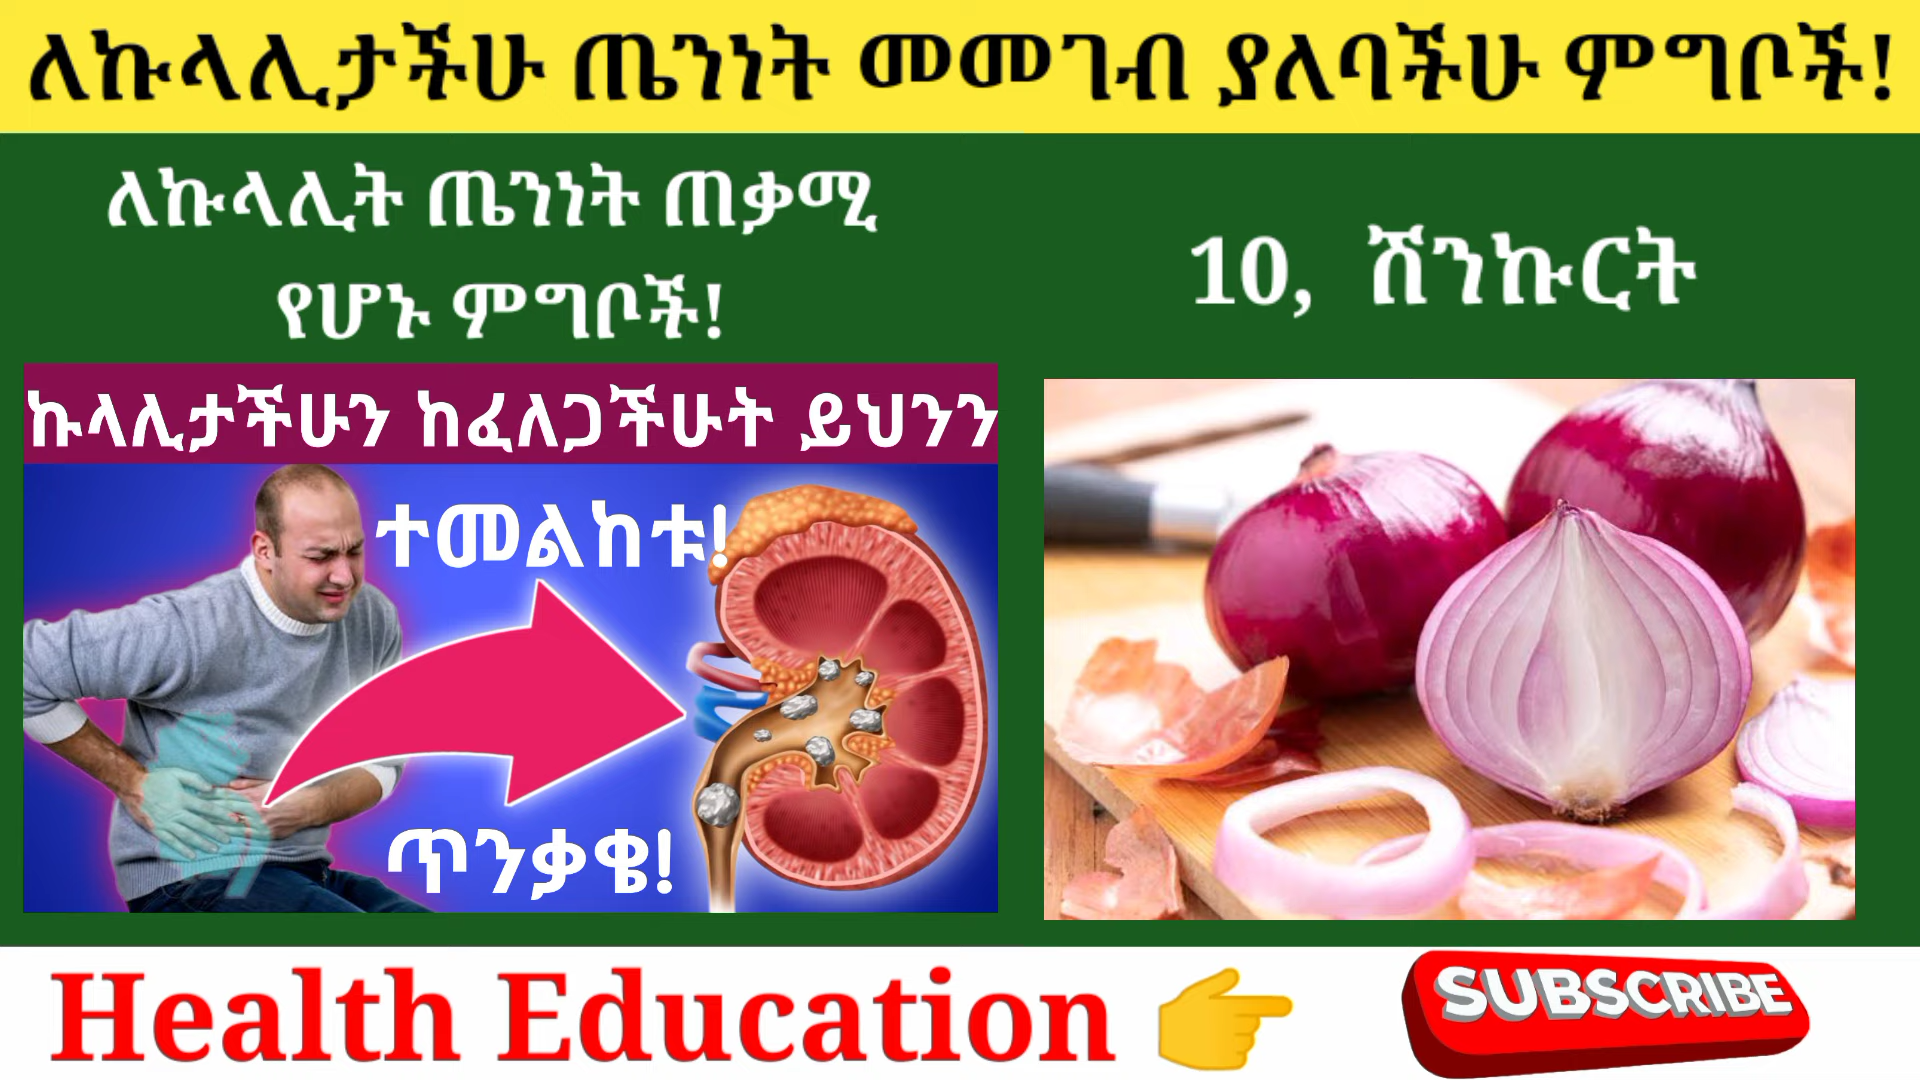 ለኩላሊታችሁ ጤንነት መመገብ ያለባችሁ ምግቦች!
ለኩላሊት ጤንነት ጠቃሚ
የሆኑ ምግቦች!
10, ሽንኩርት
ኩላሊታችሁን ከፈለጋችሁት ይህንን
ተመልከቱ!
ጥንቃቄ!
Health Education 👉
SUBSCRIBE